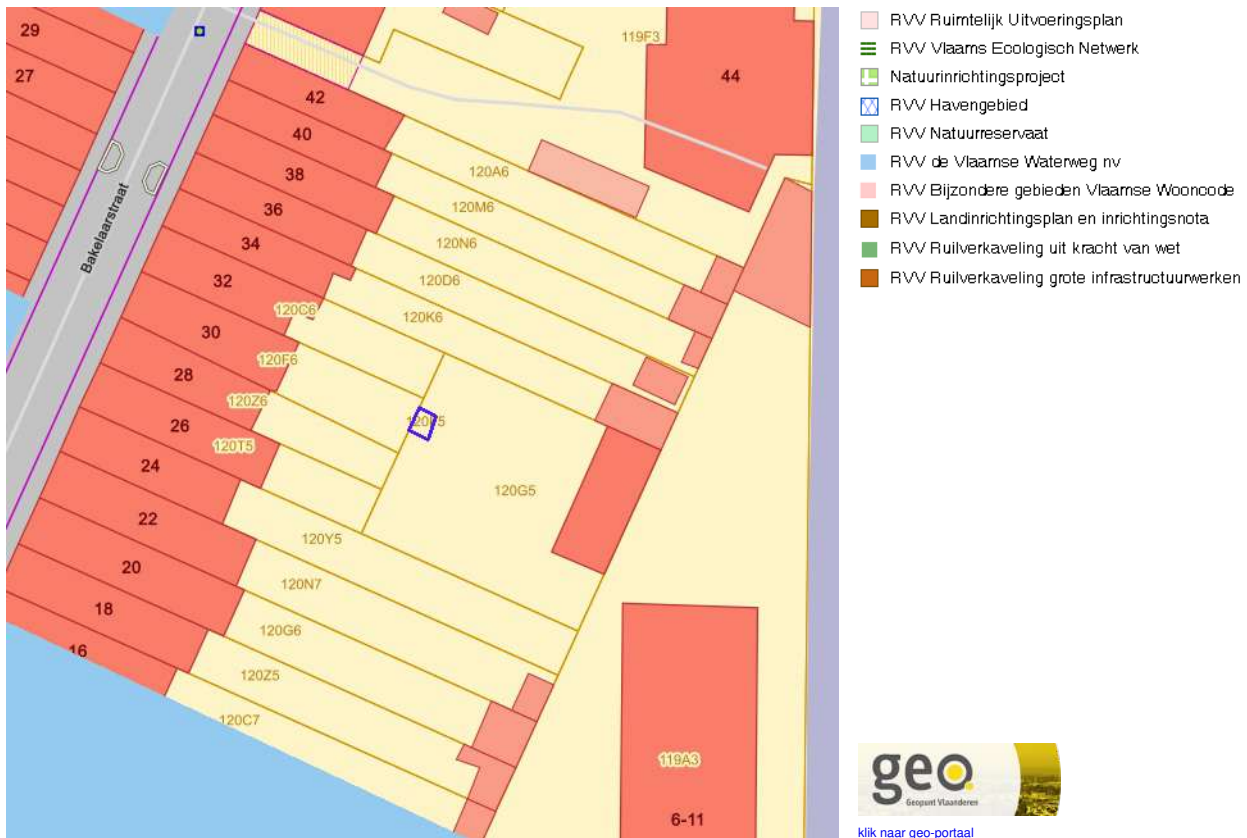 29
27
119F3
44
42
40
38
36
34
32
30
28
26
24
22
20
18
16
Bakelaarstraat
120A6
120M6
120N6
120D6
120K6
120C6
120F6
120Z6
120T5
120G5
120Y5
120N7
120G6
120Z5
120C7
119A3
6-11
RVV Ruimtelijk Uitvoeringsplan
RVV Vlaams Ecologisch Netwerk
Natuurinrichtingsproject
RVV Havengebied
RVV Natuurreservaat
RVV de Vlaamse Waterweg nv
RVV Bijzondere gebieden Vlaamse Wooncode
RVV Landinrichtingsplan en inrichtingsnota
RVV Ruilverkaveling uit kracht van wet
RVV Ruilverkaveling grote infrastructuurwerken
geo
Geopunt Vlaanderen
klik naar geo-portaal